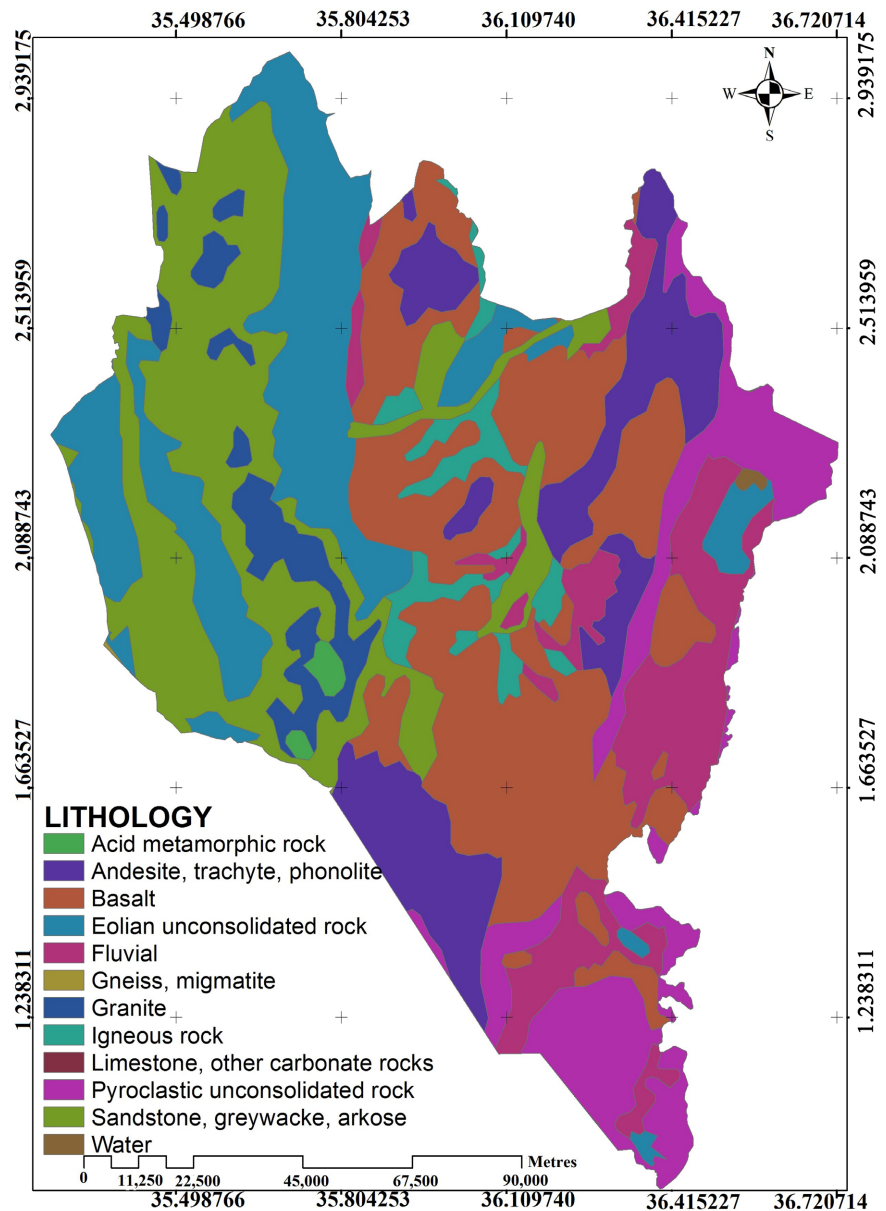 35.498766 35.804253 36.109740 36.415227 36.720714
2.939175 2.939175
N
W E
S
2.513959 2.513959
2.088743 2.088743
1.663527 1.663527
LITHOLOGY
Acid metamorphic rock
Andesite, trachyte, phonolite
Basalt
Eolian unconsolidated rock
Fluvial
Gneiss, migmatite
1.238311 1.238311
Granite
Igneous rock
Limestone, other carbonate rocks
Pyroclastic unconsolidated rock
Sandstone, greywacke, arkose
Water
Metres
0 11,250 22,500 45,000 67,500 90,000
35.498766 35.804253 36.109740 36.415227 36.720714